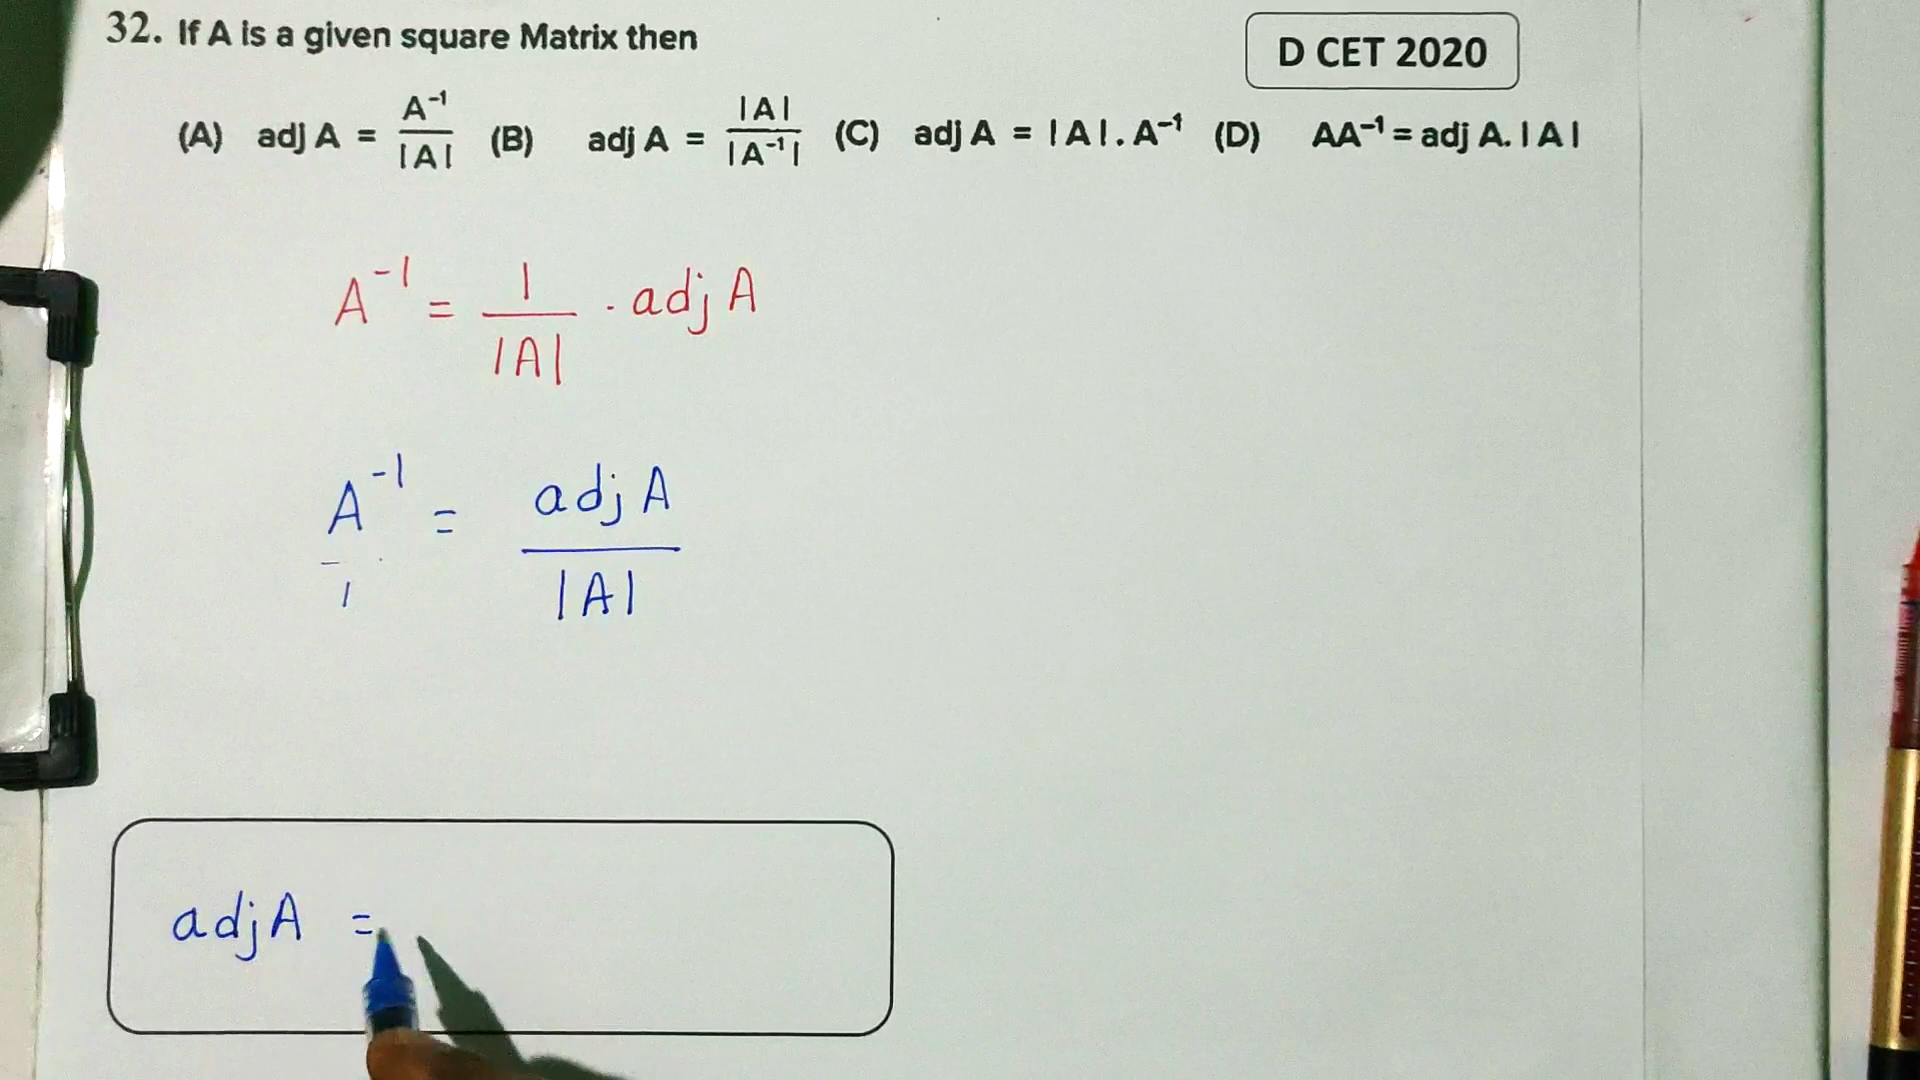 32. If A is a given square Matrix then
D CET 2020
(A) adj A = A⁻¹ / |A| (B) adj A = |A| / |A⁻¹| (C) adj A = |A|. A⁻¹ (D) AA⁻¹ = adj A. |A|
A⁻¹ = 1 / |A| . adj A
A⁻¹ / 1 = adj A / |A|
adj A =